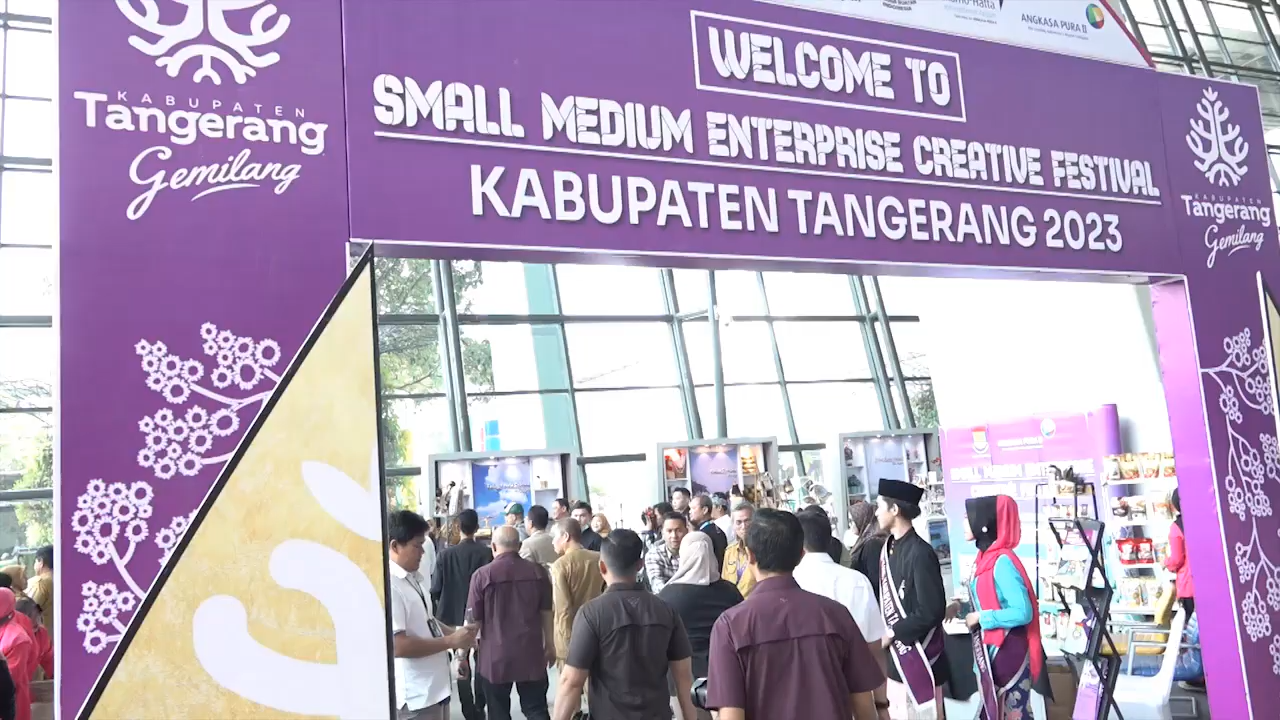 ANGKASA PURA II
WELCOME TO
SMALL MEDIUM ENTERPRISE CREATIVE FESTIVAL
KABUPATEN TANGERANG 2023
KABUPATEN
Tangerang
Gemilang
KABUPATEN
Tangerang
Gemilang